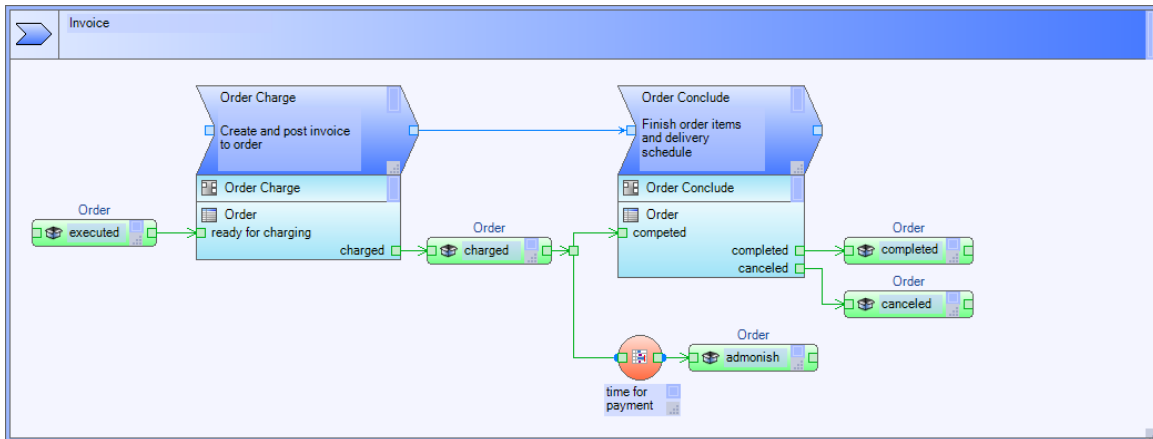 Invoice
Order Charge
Create and post invoice
to order
Order Charge
Order
ready for charging
charged
Order
executed
Order
charged
Order Conclude
Finish order items
and delivery
schedule
Order Conclude
Order
competed
completed
canceled
Order
completed
Order
canceled
Order
admonish
time for
payment